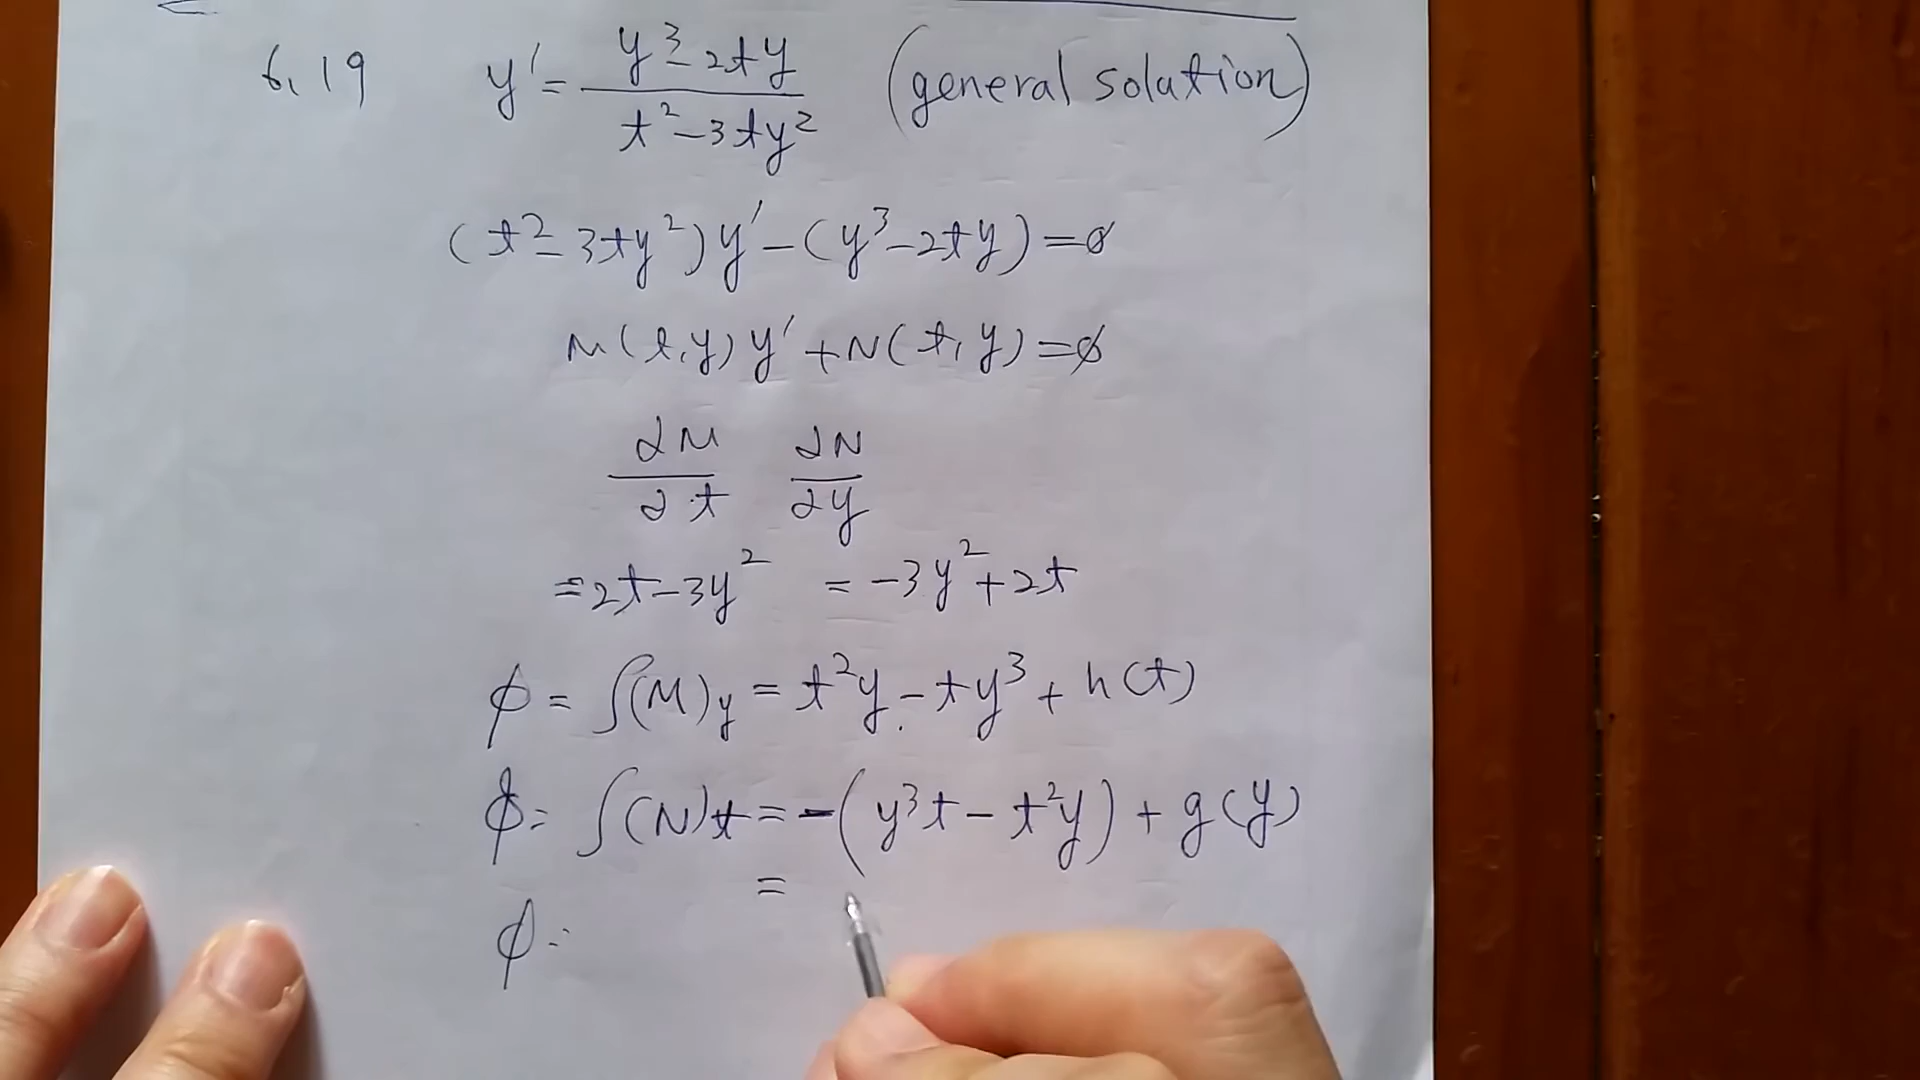 6.19 y' = (y³ - 2ty)/(t² - 3ty²) (general solution)
(t² - 3ty²)y' - (y³ - 2ty) = 0
M(t,y)y' + N(t,y) = 0
∂M/∂t ∂N/∂y
= 2t - 3y² = -3y² + 2t
ϕ = ∫(M)y = t²y - ty³ + h(t)
ϕ = ∫(N)t = -(y³t - t²y) + g(y)
=
ϕ =